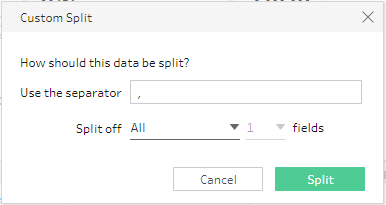 Custom Split
How should this data be split?
Use the separator ,
Split off All 1 fields
Cancel Split